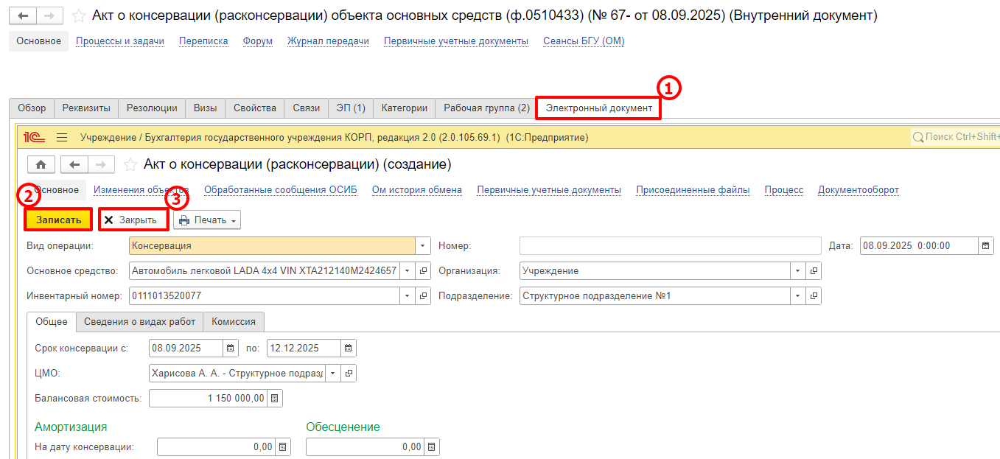 Акт о консервации (расконсервации) объекта основных средств (ф.0510433) (№ 67- от 08.09.2025) (Внутренний документ)
Основное Процессы и задачи Переписка Форум Журнал передачи Первичные учетные документы Сеансы БГУ (ОМ)
1
Обзор Реквизиты Резолюции Визы Свойства Связи ЭП (1) Категории Рабочая группа (2) Электронный документ
1С Учреждение / Бухгалтерия государственного учреждения КОРП, редакция 2.0 (2.0.105.69.1) (1С:Предприятие) Поиск Ctrl+Shift+
Акт о консервации (расконсервации) (создание)
Основное Изменения объектов Обработанные сообщения ОСИБ Ом история обмена Первичные учетные документы Присоединенные файлы Процесс Документооборот
2 3
Записать Закрыть Печать
Вид операции: Консервация Номер: Дата: 08.09.2025 0:00:00
Основное средство: Автомобиль легковой LADA 4x4 VIN XTA212140M2424657 Организация: Учреждение
Инвентарный номер: 0111013520077 Подразделение: Структурное подразделение №1
Общее Сведения о видах работ Комиссия
Срок консервации с: 08.09.2025 по: 12.12.2025
ЦМО: Харисова А. А. - Структурное подразд
Балансовая стоимость: 1 150 000,00
Амортизация Обесценение
На дату консервации: 0,00 0,00